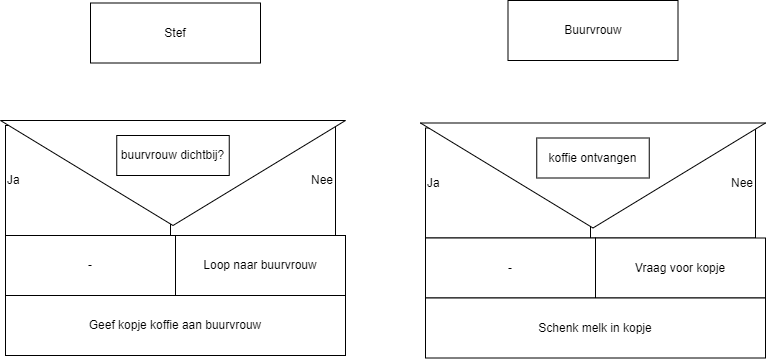 Stef
Buurvrouw
buurvrouw dichtbij?
Ja
Nee
-
Loop naar buurvrouw
Geef kopje koffie aan buurvrouw
koffie ontvangen
Ja
Nee
-
Vraag voor kopje
Schenk melk in kopje